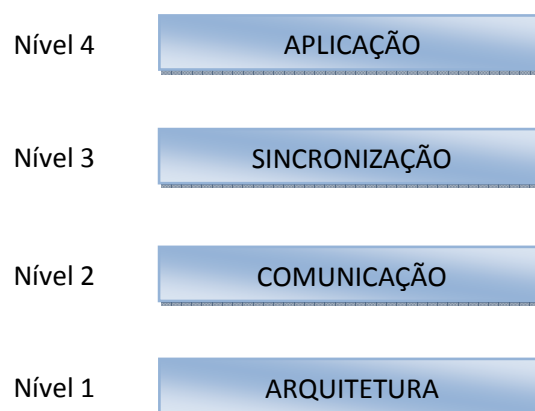 Nível 4 APLICAÇÃO
Nível 3 SINCRONIZAÇÃO
Nível 2 COMUNICAÇÃO
Nível 1 ARQUITETURA